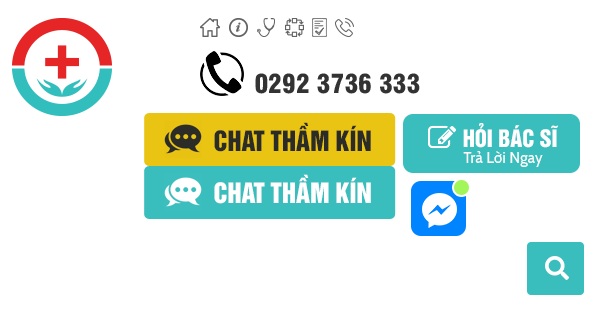 0292 3736 333
CHAT THẦM KÍN
HỎI BÁC SĨ
Trả Lời Ngay
CHAT THẦM KÍN